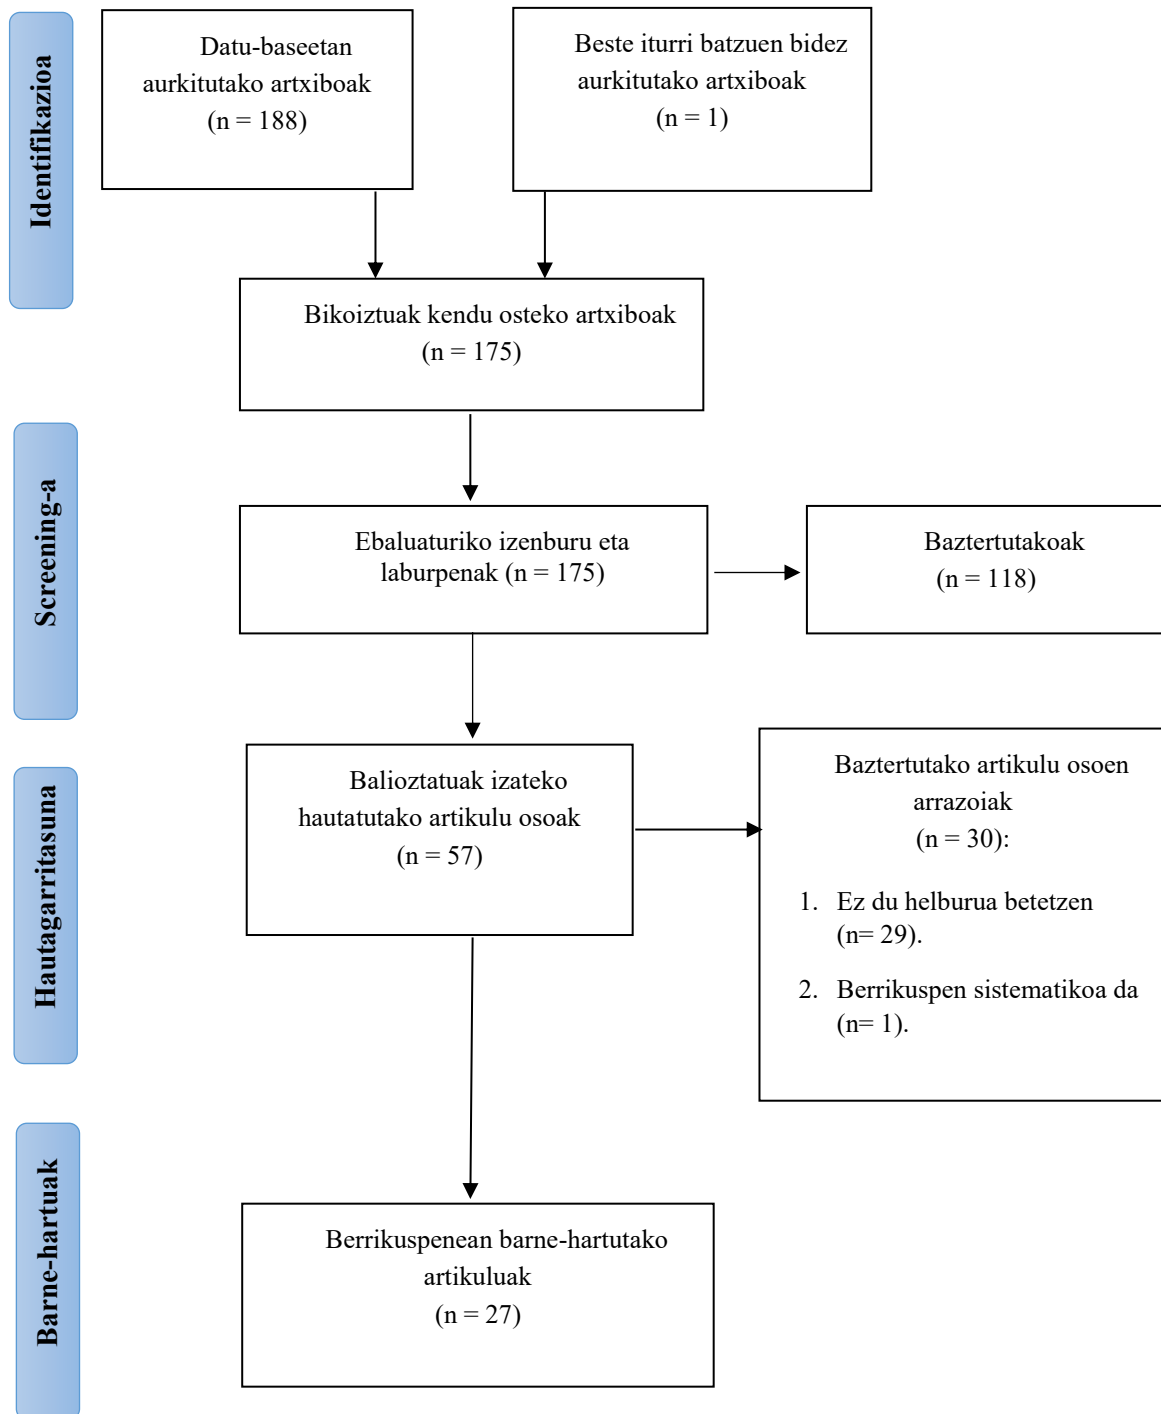 Identifikazioa
Datu-baseetan
aurkitutako artxiboak
(n = 188)
Beste iturri batzuen bidez
aurkitutako artxiboak
(n = 1)
Bikoiztuak kendu osteko artxiboak
(n = 175)
Screening-a
Ebaluaturiko izenburu eta
laburpenak (n = 175)
Baztertutakoak
(n = 118)
Hautagarritasuna
Balioztatuak izateko
hautatutako artikulu osoak
(n = 57)
Baztertutako artikulu osoen
arrazoiak
(n = 30):
1. Ez du helburua betetzen
(n= 29).
2. Berrikuspen sistematikoa da
(n= 1).
Barne-hartuak
Berrikuspenean barne-hartutako
artikuluak
(n = 27)